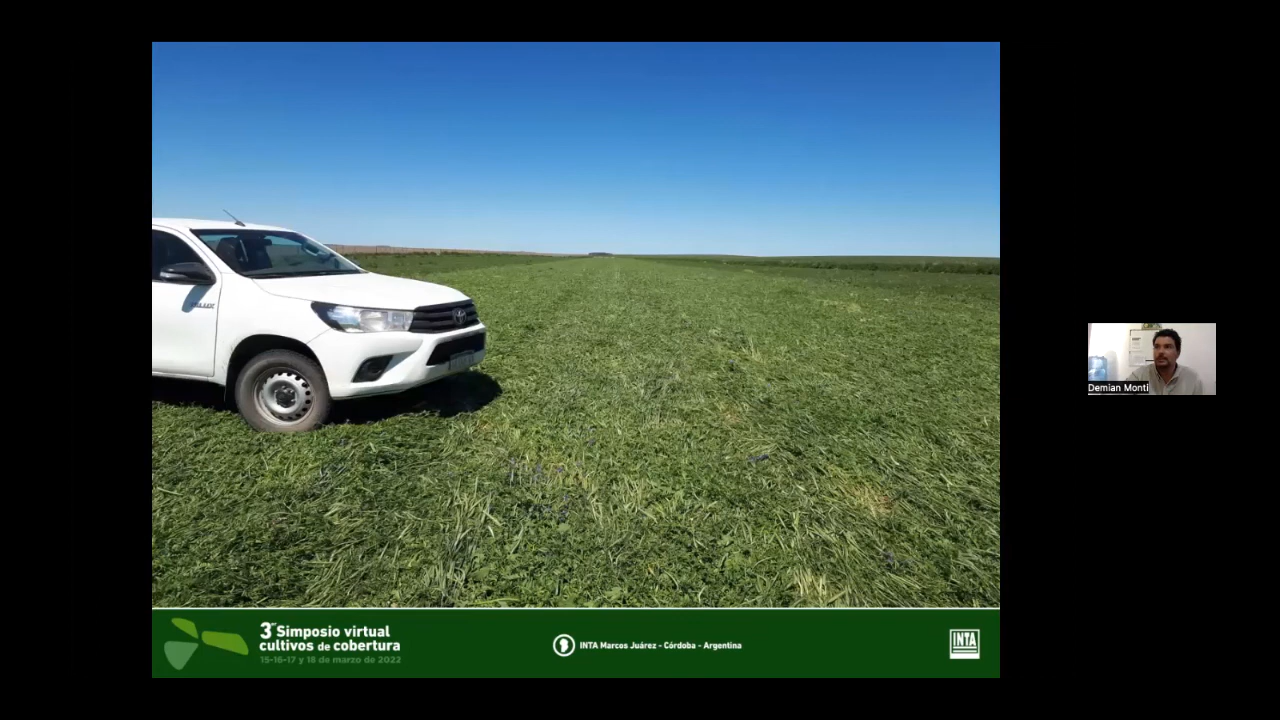 HILUX
Demian Monti
3er Simposio virtual
cultivos de cobertura
15-16-17 y 18 de marzo de 2022
INTA Marcos Juárez - Córdoba - Argentina
INTA